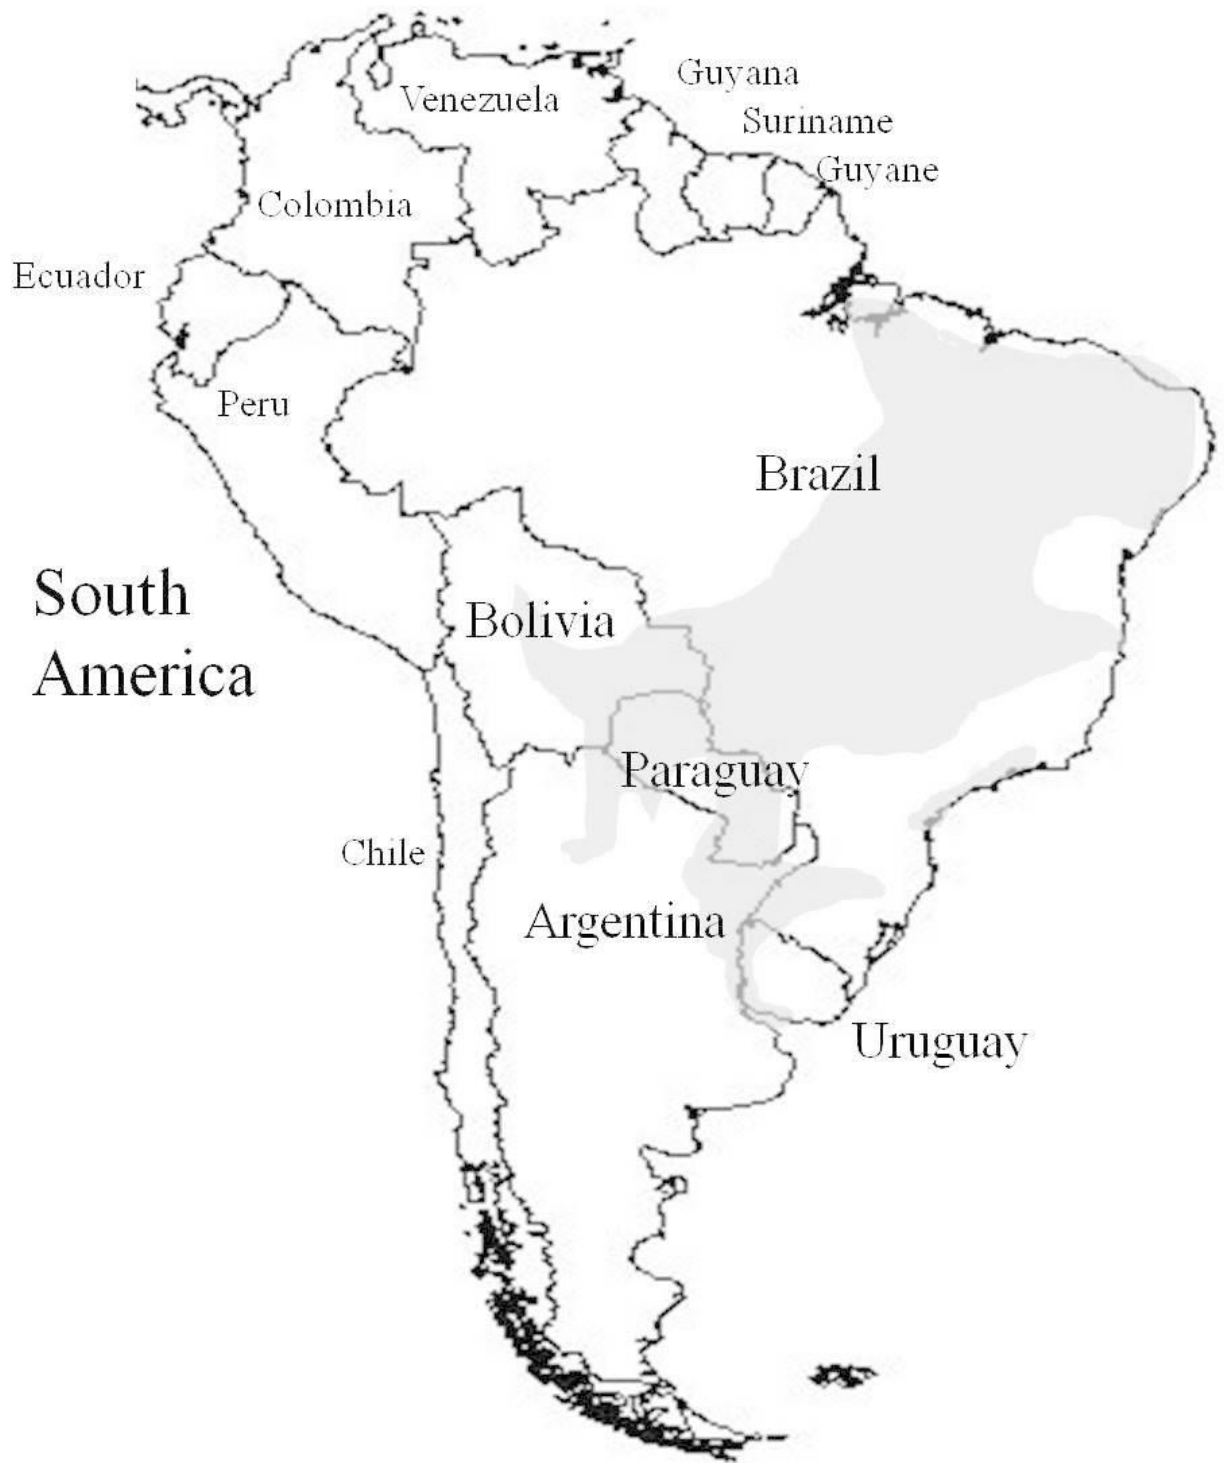 Guyana
Venezuela
Suriname
Guyane
Colombia
Ecuador
Peru
Brazil
South
America
Bolivia
Paraguay
Chile
Argentina
Uruguay